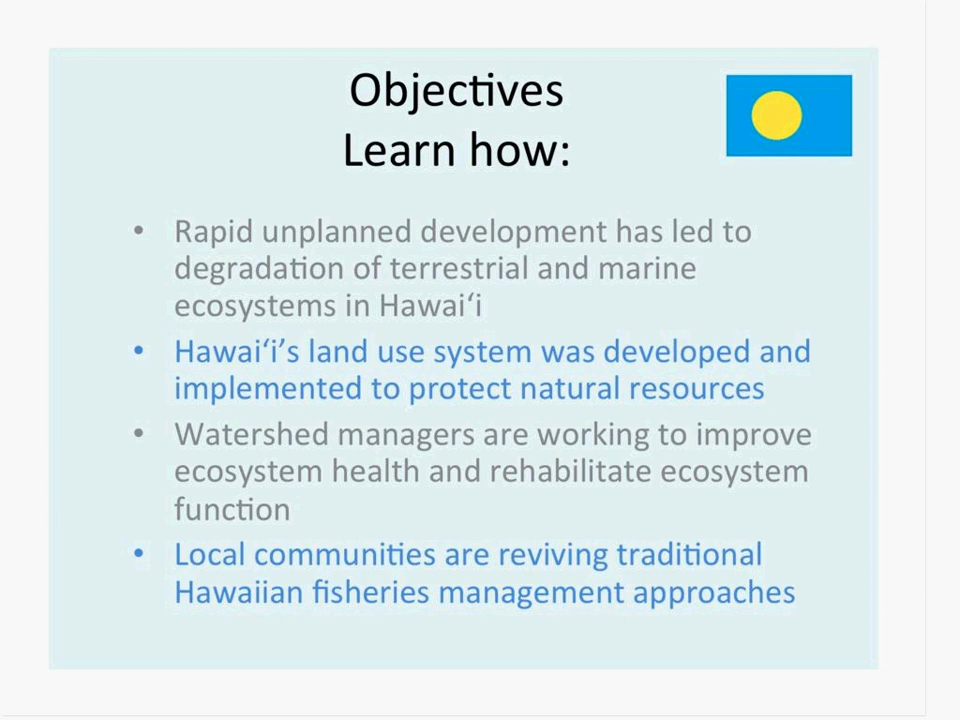 Objectives
Learn how:
• Rapid unplanned development has led to
degradation of terrestrial and marine
ecosystems in Hawai‘i
• Hawai‘i’s land use system was developed and
implemented to protect natural resources
• Watershed managers are working to improve
ecosystem health and rehabilitate ecosystem
function
• Local communities are reviving traditional
Hawaiian fisheries management approaches